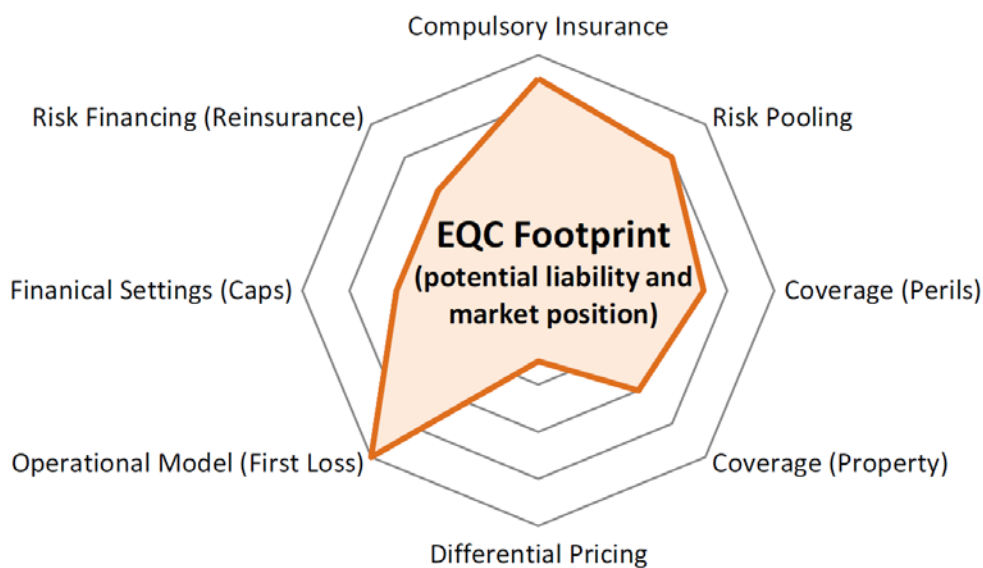 Compulsory Insurance
Risk Financing (Reinsurance)
Risk Pooling
EQC Footprint
(potential liability and
market position)
Finanical Settings (Caps)
Coverage (Perils)
Operational Model (First Loss)
Coverage (Property)
Differential Pricing